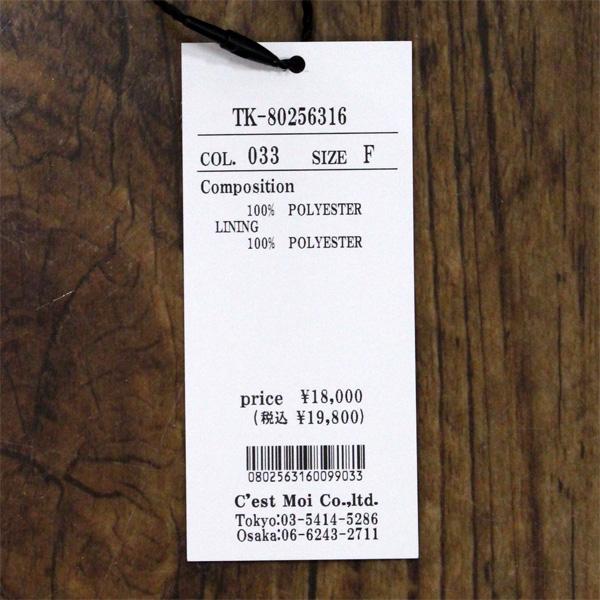 TK-80256316
COL. 033 SIZE F
Composition
100% POLYESTER
LINING
100% POLYESTER
price ¥18,000
(税込 ¥19,800)
0802563160099033
C'est Moi Co.,ltd.
Tokyo:03-5414-5286
Osaka:06-6243-2711